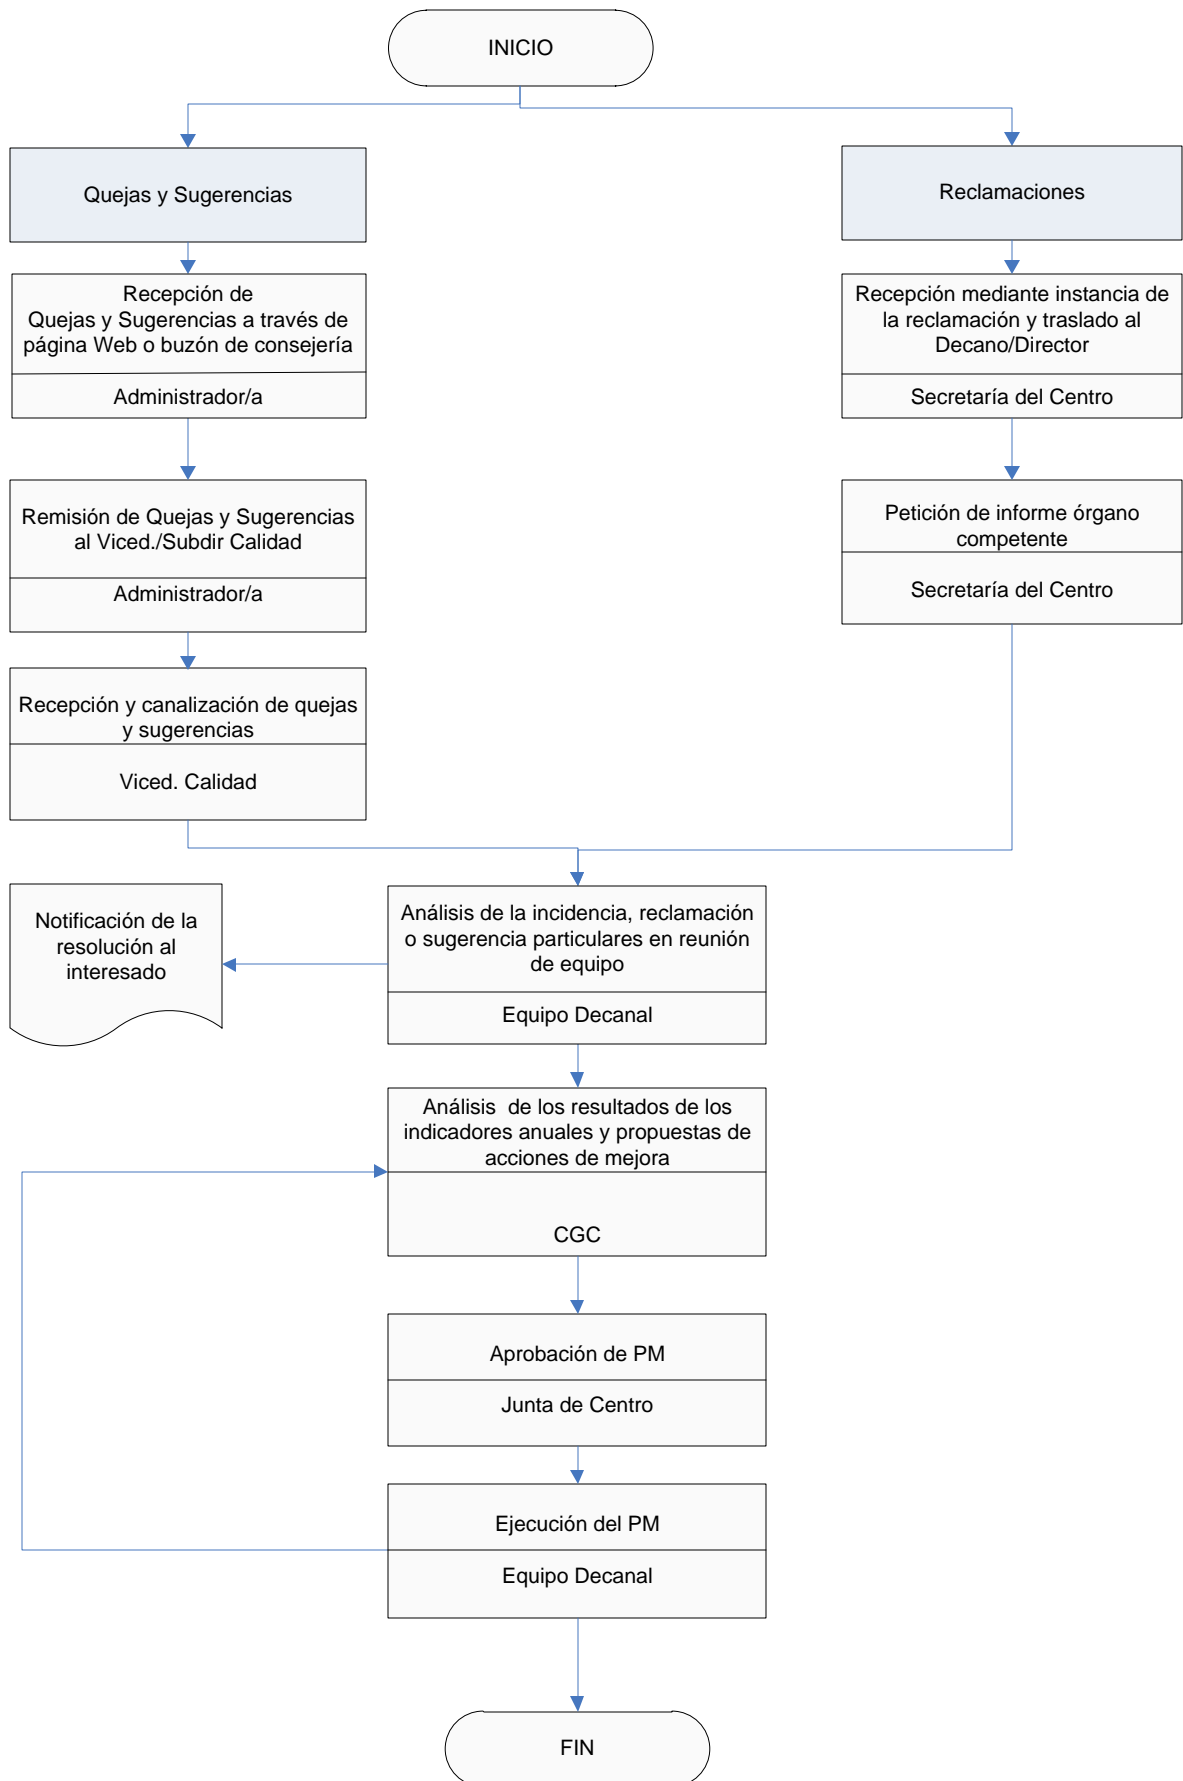 INICIO
Quejas y Sugerencias
Reclamaciones
Recepción de
Quejas y Sugerencias a través de
página Web o buzón de consejería
Administrador/a
Recepción mediante instancia de
la reclamación y traslado al
Decano/Director
Secretaría del Centro
Remisión de Quejas y Sugerencias
al Viced./Subdir Calidad
Administrador/a
Petición de informe órgano
competente
Secretaría del Centro
Recepción y canalización de quejas
y sugerencias
Viced. Calidad
Notificación de la
resolución al
interesado
Análisis de la incidencia, reclamación
o sugerencia particulares en reunión
de equipo
Equipo Decanal
Análisis de los resultados de los
indicadores anuales y propuestas de
acciones de mejora
CGC
Aprobación de PM
Junta de Centro
Ejecución del PM
Equipo Decanal
FIN